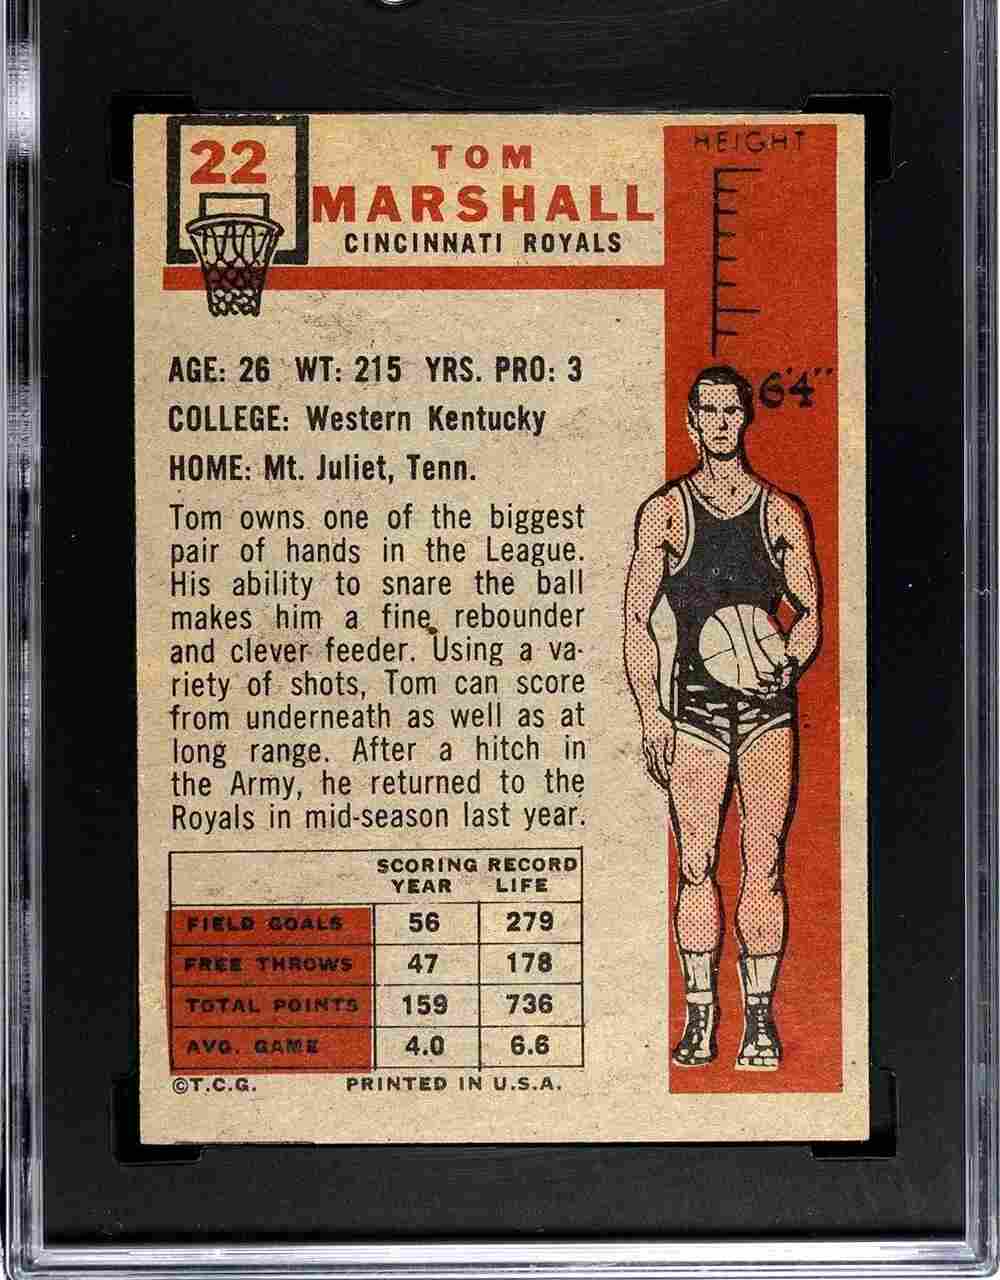 22
TOM
MARSHALL
CINCINNATI ROYALS
HEIGHT
6'4"
AGE: 26 WT: 215 YRS. PRO: 3
COLLEGE: Western Kentucky
HOME: Mt. Juliet, Tenn.
Tom owns one of the biggest
pair of hands in the League.
His ability to snare the ball
makes him a fine rebounder
and clever feeder. Using a va-
riety of shots, Tom can score
from underneath as well as at
long range. After a hitch in
the Army, he returned to the
Royals in mid-season last year.
SCORING RECORD
YEAR LIFE
FIELD GOALS 56 279
FREE THROWS 47 178
TOTAL POINTS 159 736
AVG. GAME 4.0 6.6
©T.C.G. PRINTED IN U.S.A.